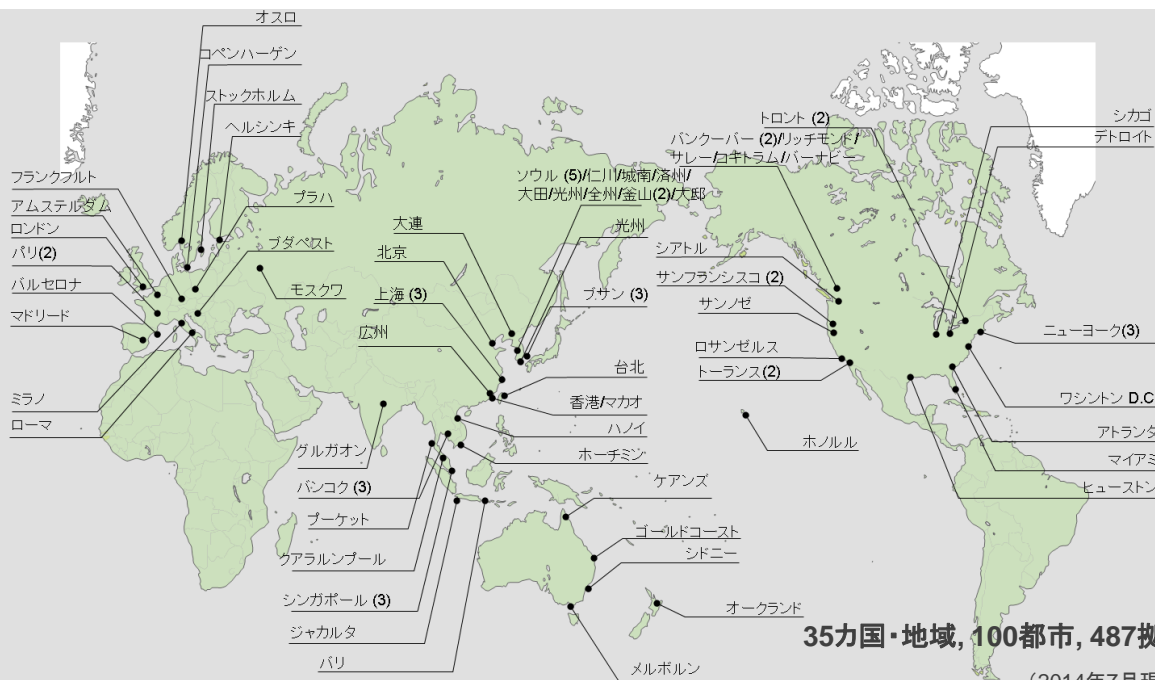 オスロ
コペンハーゲン
ストックホルム
ヘルシンキ
フランクフルト
アムステルダム
ロンドン
パリ(2)
バルセロナ
マドリード
ミラノ
ローマ
プラハ
ブダペスト
モスクワ
大連
北京
上海 (3)
広州
ソウル (5)/仁川/城南/済州/
大田/光州/全州/釜山(2)/大邸
光州
ブサン (3)
台北
香港/マカオ
ハノイ
ホーチミン
グルガオン
バンコク (3)
プーケット
クアラルンプール
シンガポール (3)
ジャカルタ
バリ
ケアンズ
ゴールドコースト
シドニー
オークランド
メルボルン
トロント (2)
バンクーバー (2)/リッチモンド/
サレー/コキトラム/バーナビー
シアトル
サンフランシスコ (2)
サンノゼ
ロサンゼルス
トーランス(2)
ホノルル
シカゴ
デトロイト
ニューヨーク(3)
ワシントン D.C
アトランタ
マイアミ
ヒューストン
35カ国・地域, 100都市, 487拠
(2014年7月現